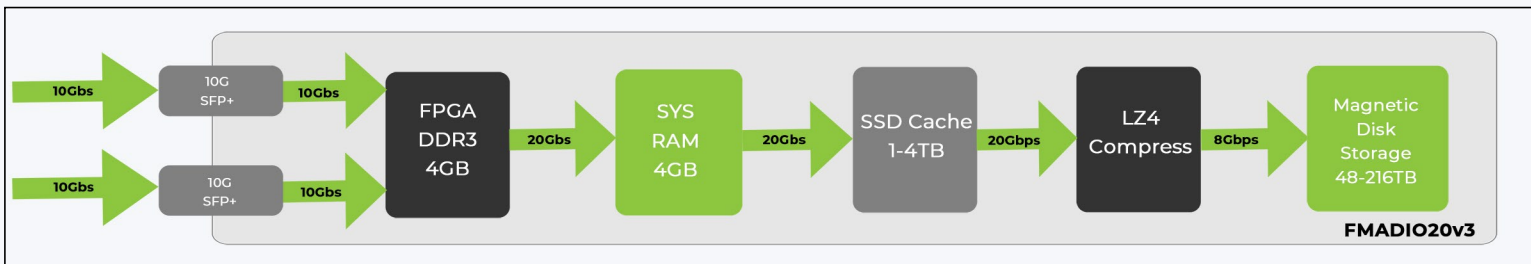 10Gbs
10G
SFP+
10Gbs
10Gbs
10G
SFP+
10Gbs
FPGA
DDR3
4GB
20Gbs
SYS
RAM
4GB
20Gbs
SSD Cache
1-4TB
20Gbps
LZ4
Compress
8Gbps
Magnetic
Disk
Storage
48-216TB
FMADIO20v3